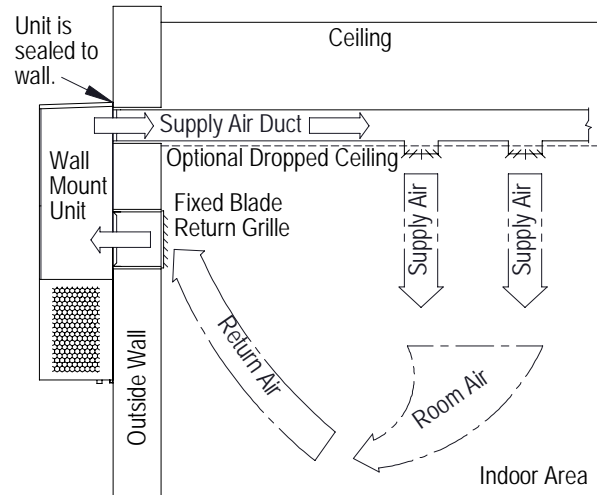 Unit is
sealed to
wall.
Ceiling
Supply Air Duct
Optional Dropped Ceiling
Wall
Mount
Unit
Fixed Blade
Return Grille
Supply Air
Supply Air
Return Air
Room Air
Outside Wall
Indoor Area